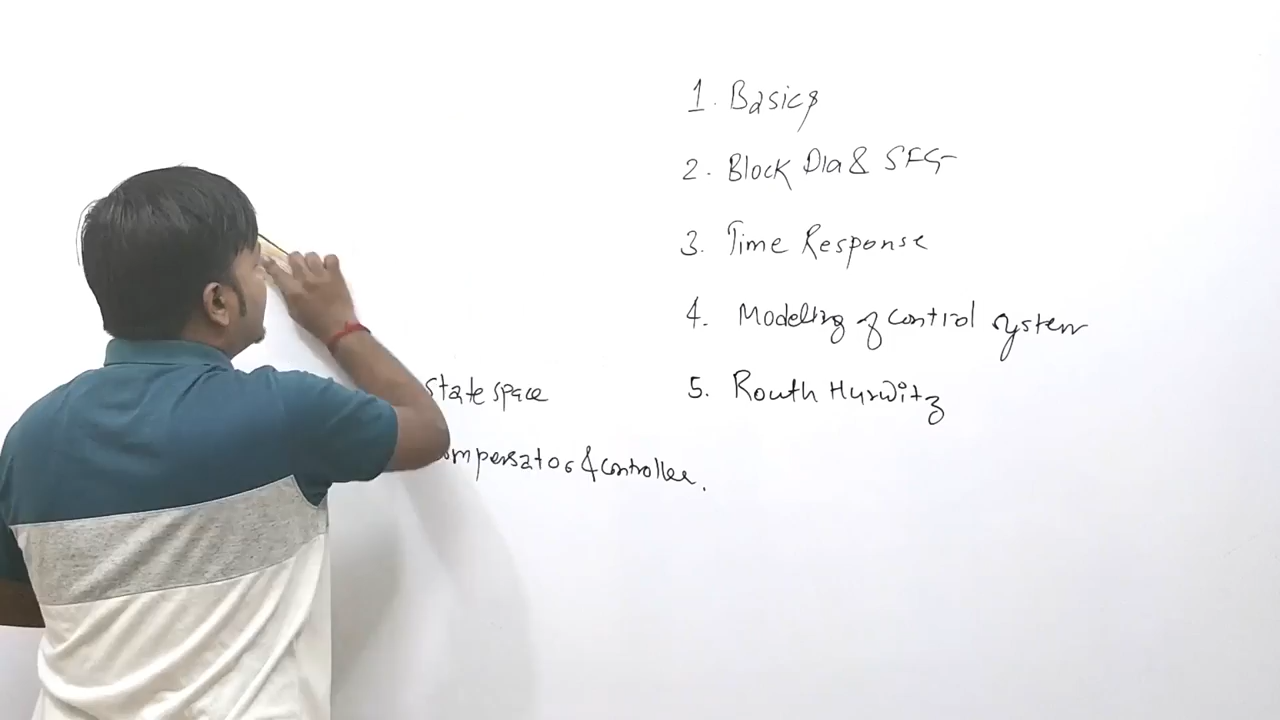 1. Basics
2. Block Dia & SFG
3. Time Response
4. Modeling of control system
5. Routh Hurwitz
State space
& controller.